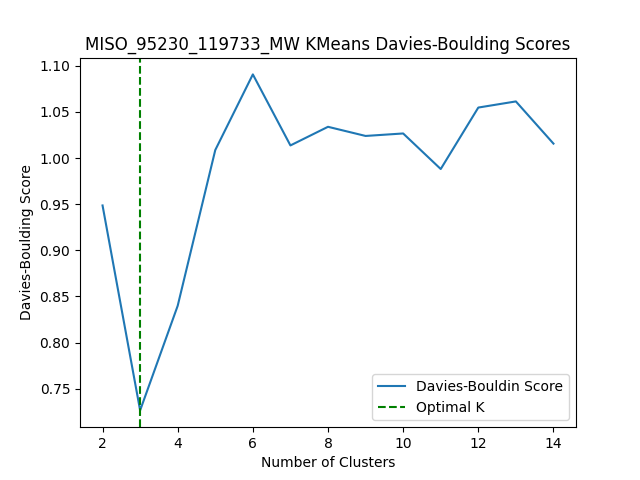 MISO_95230_119733_MW KMeans Davies-Boulding Scores
1.10
1.05
1.00
0.95
0.90
0.85
0.80
0.75
Davies-Boulding Score
Davies-Bouldin Score
Optimal K
2 4 6 8 10 12 14
Number of Clusters